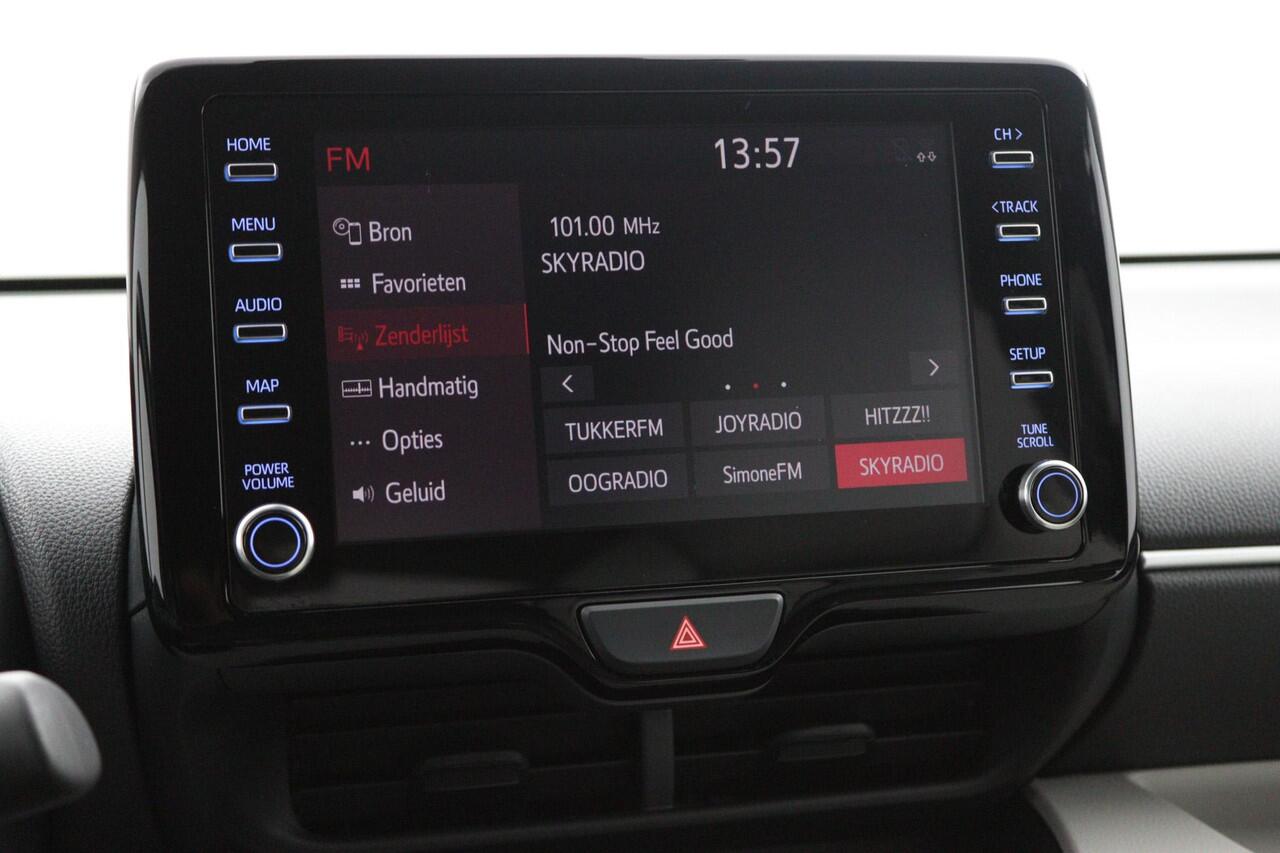 HOME
MENU
AUDIO
MAP
POWER
VOLUME
FM
13:57
Bron
Favorieten
Zenderlijst
Handmatig
Opties
Geluid
101.00 MHz
SKYRADIO
Non-Stop Feel Good
<
>
TUKKERFM
JOYRADIO
HITZZZ!!
OOGRADIO
SimoneFM
SKYRADIO
CH >
<TRACK
PHONE
SETUP
TUNE
SCROLL